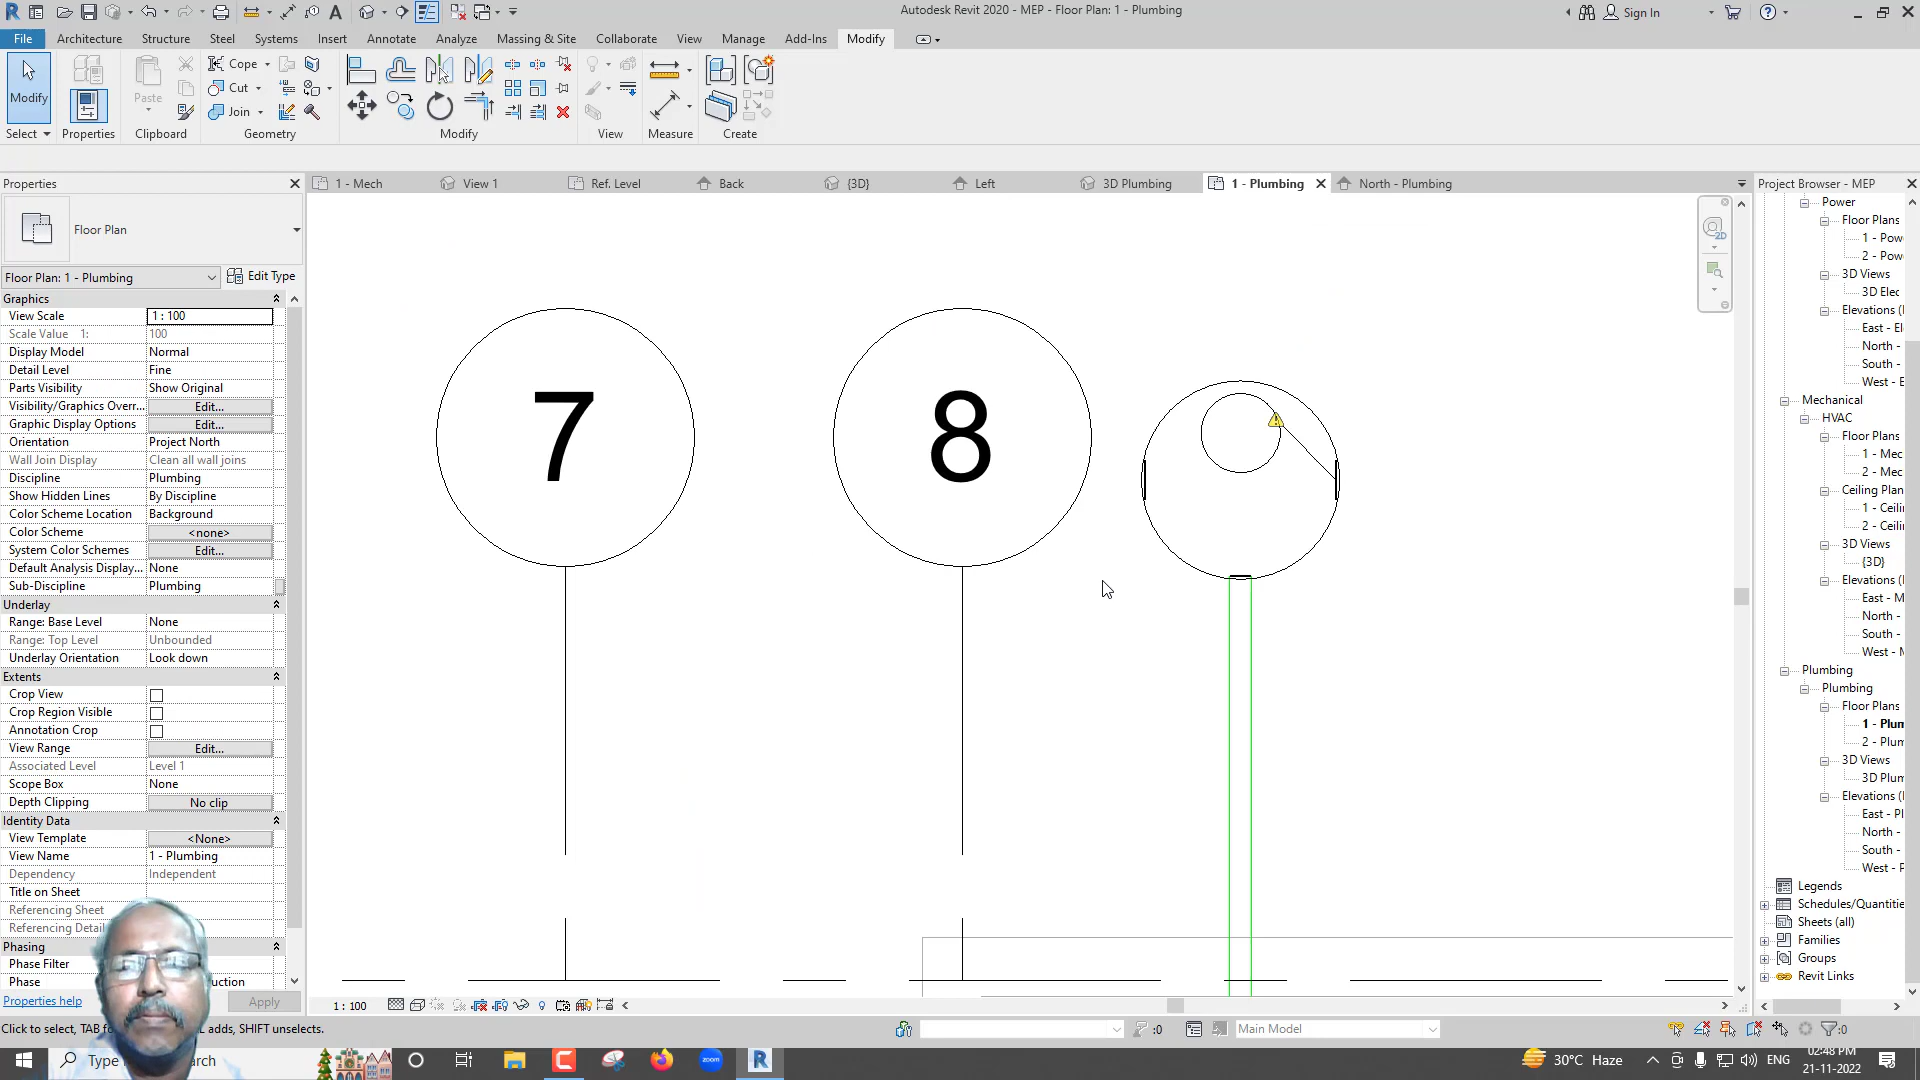 Autodesk Revit 2020 - MEP - Floor Plan: 1 - Plumbing
Sign In
File Architecture Structure Steel Systems Insert Annotate Analyze Massing & Site Collaborate View Manage Add-Ins Modify
Modify Paste Cope Cut Join
Select Properties Clipboard Geometry Modify View Measure Create
Properties
1 - Mech View 1 Ref. Level Back {3D} Left 3D Plumbing 1 - Plumbing North - Plumbing
Project Browser - MEP
Floor Plan
Floor Plan: 1 - Plumbing Edit Type
Graphics
View Scale 1 : 100
Scale Value 1: 100
Display Model Normal
Detail Level Fine
Parts Visibility Show Original
Visibility/Graphics Overr... Edit...
Graphic Display Options Edit...
Orientation Project North
Wall Join Display Clean all wall joins
Discipline Plumbing
Show Hidden Lines By Discipline
Color Scheme Location Background
Color Scheme <none>
System Color Schemes Edit...
Default Analysis Display... None
Sub-Discipline Plumbing
Underlay
Range: Base Level None
Range: Top Level Unbounded
Underlay Orientation Look down
Extents
Crop View
Crop Region Visible
Annotation Crop
View Range Edit...
Associated Level Level 1
Scope Box None
Depth Clipping No clip
Identity Data
View Template <None>
View Name 1 - Plumbing
Dependency Independent
Title on Sheet
Referencing Sheet
Referencing Detail
Phasing
Phase Filter
Phase uction
Properties help Apply
7 8
2D
Power
Floor Plans
1 - Pow
2 - Pow
3D Views
3D Elec
Elevations (
East - El
North -
South -
West - E
Mechanical
HVAC
Floor Plans
1 - Mec
2 - Mec
Ceiling Plan
1 - Ceili
2 - Ceili
3D Views
{3D}
Elevations (
East - M
North -
South -
West - M
Plumbing
Plumbing
Floor Plans
1 - Plum
2 - Plum
3D Views
3D Plum
Elevations (
East - Pl
North -
South -
West - P
Legends
Schedules/Quantitie
Sheets (all)
Families
Groups
Revit Links
1 : 100
Click to select, TAB fo L adds, SHIFT unselects.
:0 Main Model :0
Type arch zoom R 30°C Haze ENG
02:48 PM
21-11-2022